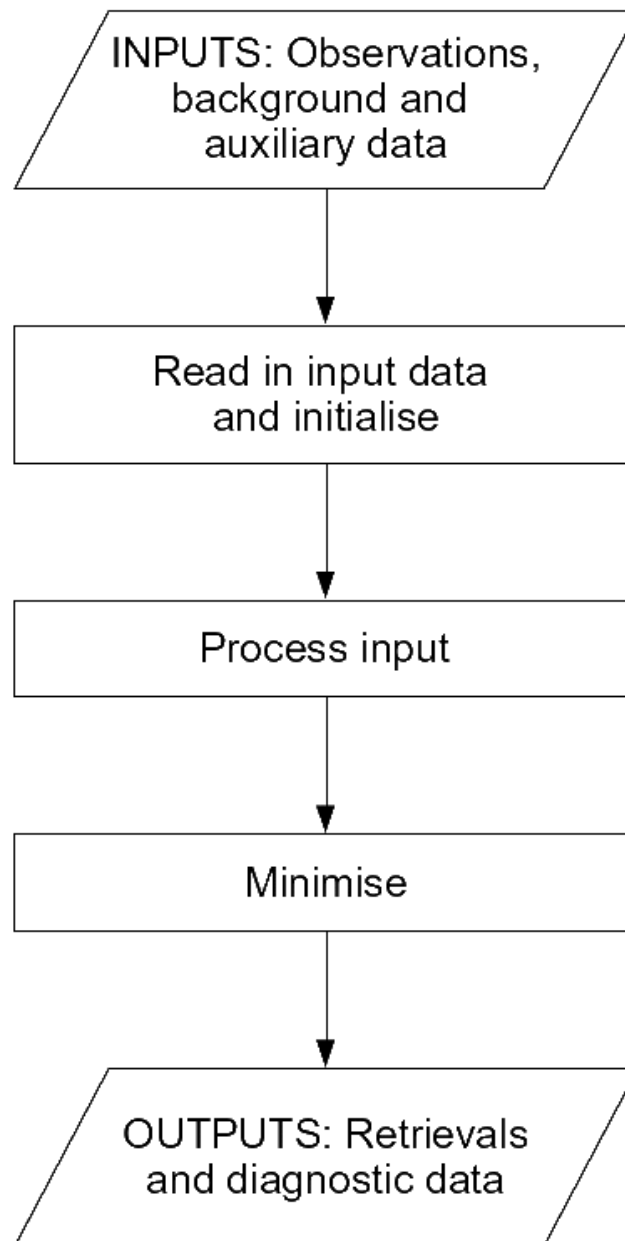 INPUTS: Observations,
background and
auxiliary data
Read in input data
and initialise
Process input
Minimise
OUTPUTS: Retrievals
and diagnostic data